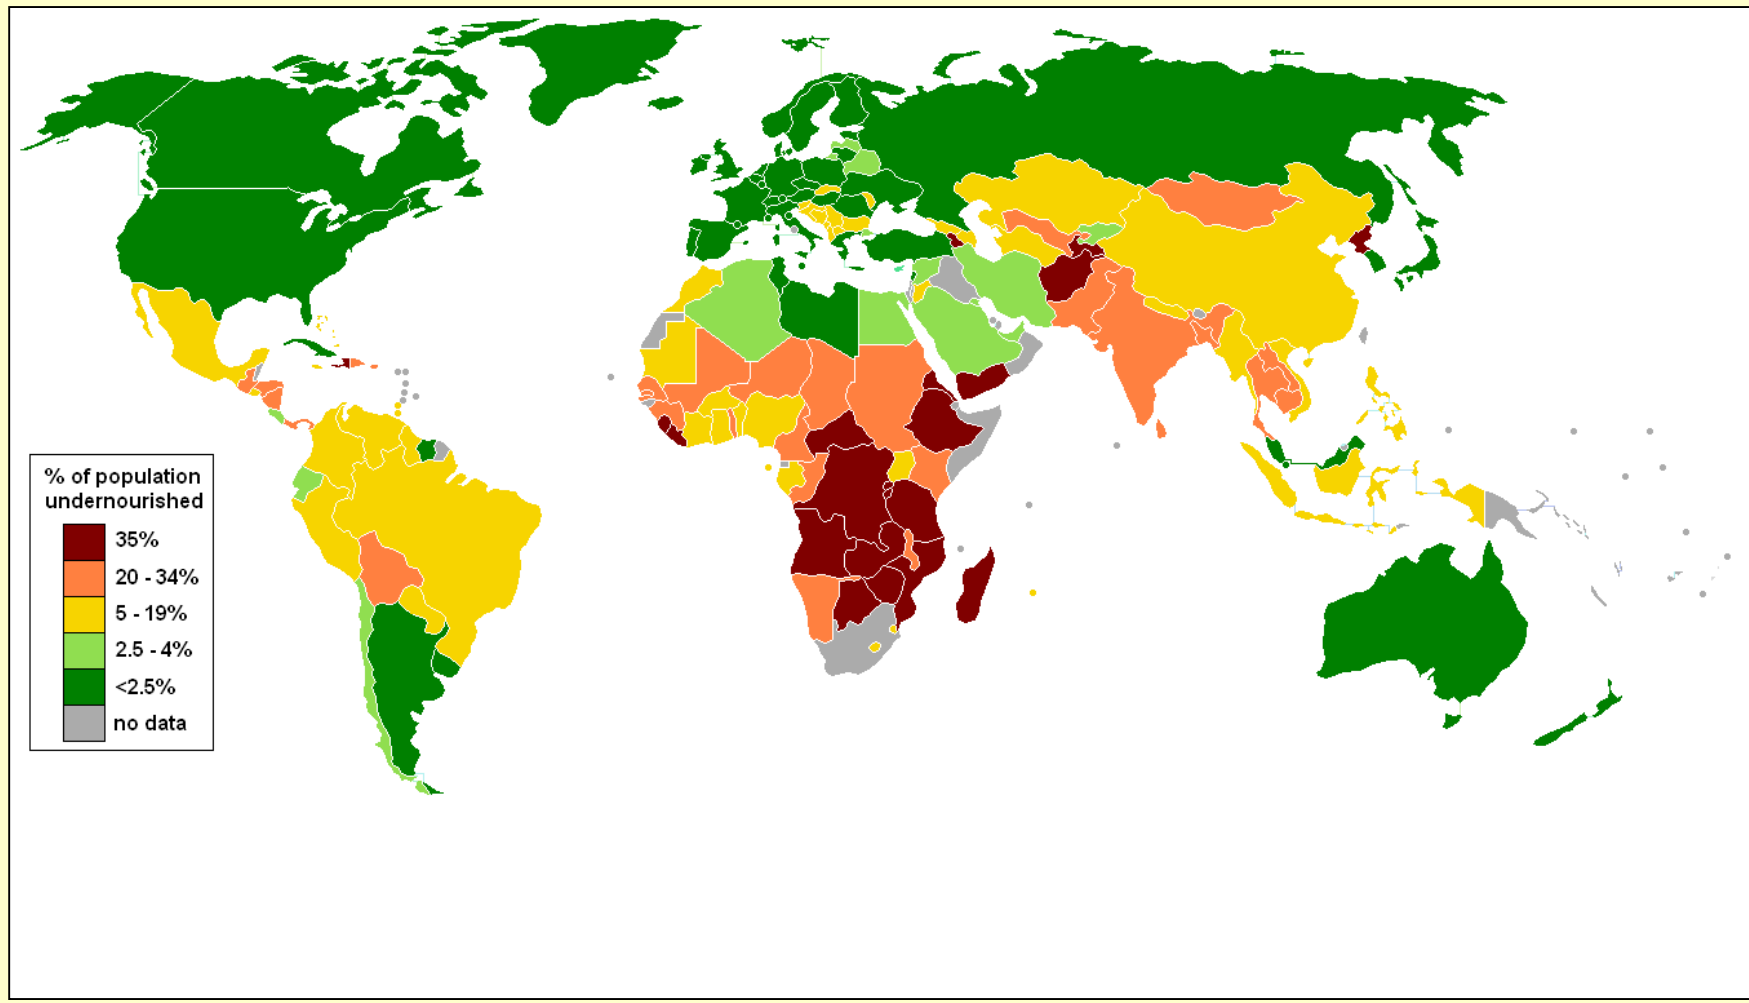 % of population
undernourished
35%
20 - 34%
5 - 19%
2.5 - 4%
<2.5%
no data